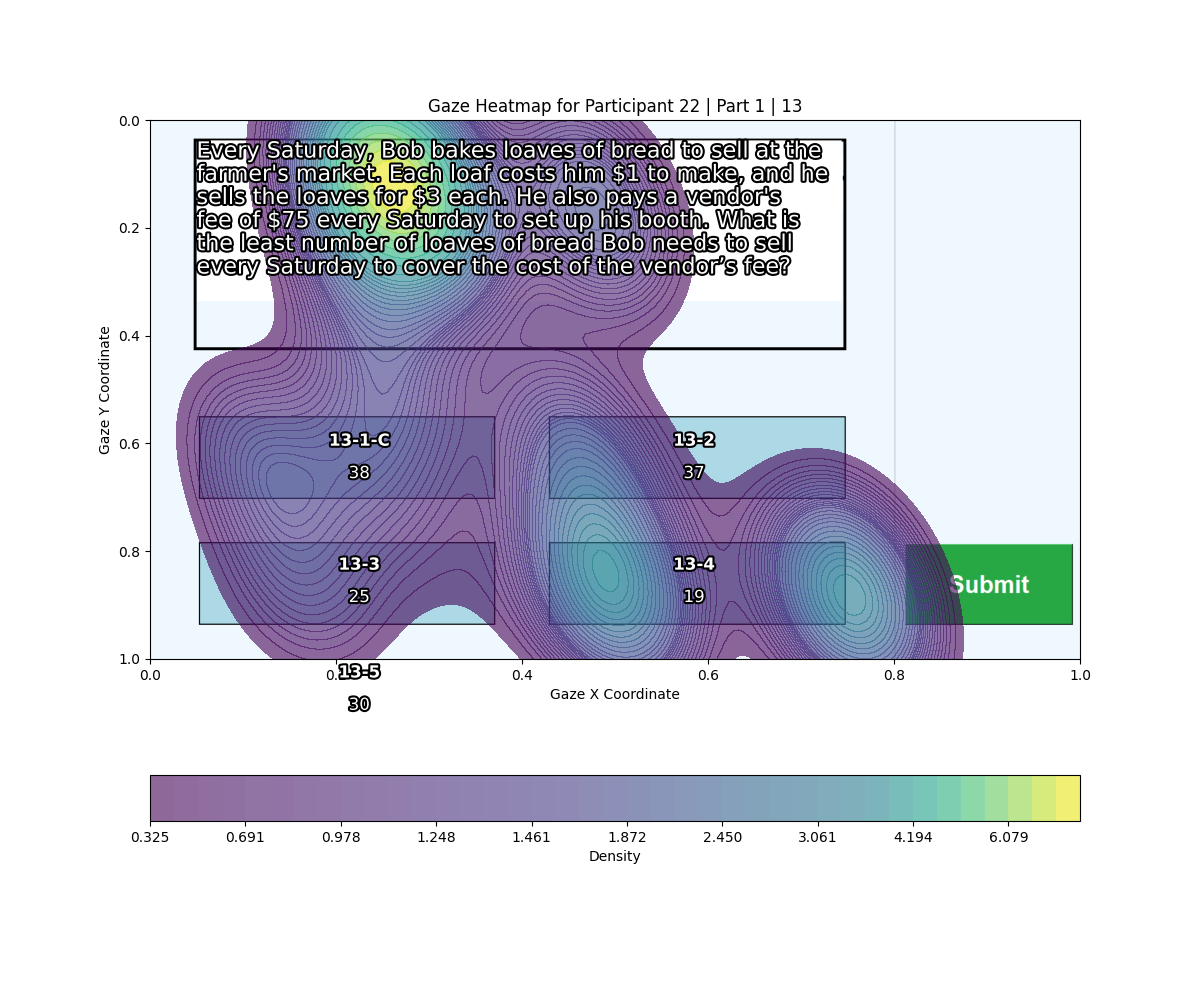 Gaze Heatmap for Participant 22 | Part 1 | 13
Every Saturday, Bob bakes loaves of bread to sell at the
farmer's market. Each loaf costs him $1 to make, and he
sells the loaves for $3 each. He also pays a vendor's
fee of $75 every Saturday to set up his booth. What is
the least number of loaves of bread Bob needs to sell
every Saturday to cover the cost of the vendor’s fee?
0.0
0.2
0.4
0.6
0.8
1.0
Gaze Y Coordinate
13-1-C
38
13-2
37
13-3
25
13-4
19
Submit
13-5
30
0.0 0.4 0.6 0.8 1.0
Gaze X Coordinate
0.325 0.691 0.978 1.248 1.461 1.872 2.450 3.061 4.194 6.079
Density